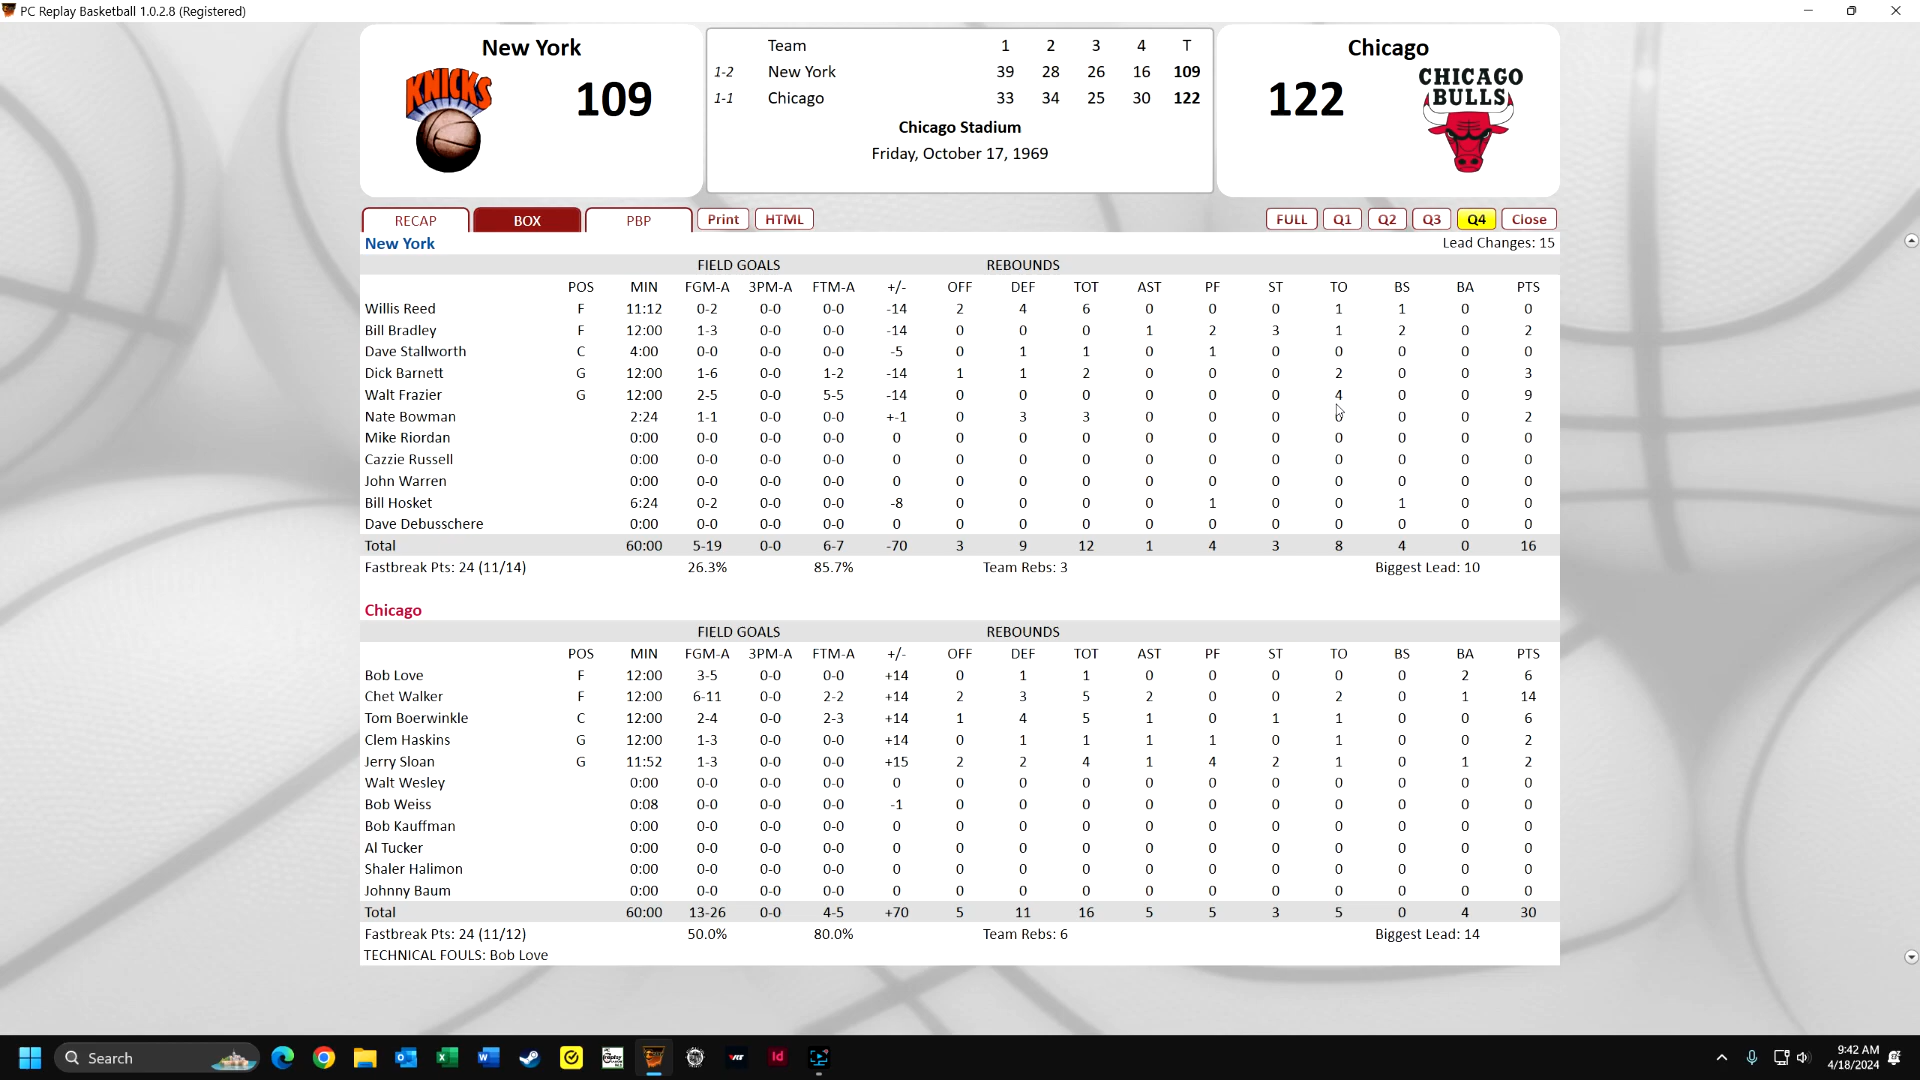 PC Replay Basketball 1.0.2.8 (Registered)
New York
KNICKS
109
Team 1 2 3 4 T
1-2 New York 39 28 26 16 109
1-1 Chicago 33 34 25 30 122
Chicago Stadium
Friday, October 17, 1969
Chicago
122
CHICAGO
BULLS
RECAP BOX PBP Print HTML FULL Q1 Q2 Q3 Q4 Close
New York Lead Changes: 15
FIELD GOALS REBOUNDS
POS MIN FGM-A 3PM-A FTM-A +/- OFF DEF TOT AST PF ST TO BS BA PTS
Willis Reed F 11:12 0-2 0-0 0-0 -14 2 4 6 0 0 0 1 1 0 0
Bill Bradley F 12:00 1-3 0-0 0-0 -14 0 0 0 1 2 3 1 2 0 2
Dave Stallworth C 4:00 0-0 0-0 0-0 -5 0 1 1 0 1 0 0 0 0 0
Dick Barnett G 12:00 1-6 0-0 1-2 -14 1 1 2 0 0 0 2 0 0 3
Walt Frazier G 12:00 2-5 0-0 5-5 -14 0 0 0 0 0 0 4 0 0 9
Nate Bowman 2:24 1-1 0-0 0-0 +-1 0 3 3 0 0 0 0 0 0 2
Mike Riordan 0:00 0-0 0-0 0-0 0 0 0 0 0 0 0 0 0 0 0
Cazzie Russell 0:00 0-0 0-0 0-0 0 0 0 0 0 0 0 0 0 0 0
John Warren 0:00 0-0 0-0 0-0 0 0 0 0 0 0 0 0 0 0 0
Bill Hosket 6:24 0-2 0-0 0-0 -8 0 0 0 0 1 0 0 1 0 0
Dave Debusschere 0:00 0-0 0-0 0-0 0 0 0 0 0 0 0 0 0 0 0
Total 60:00 5-19 0-0 6-7 -70 3 9 12 1 4 3 8 4 0 16
Fastbreak Pts: 24 (11/14) 26.3% 85.7% Team Rebs: 3 Biggest Lead: 10
Chicago
FIELD GOALS REBOUNDS
POS MIN FGM-A 3PM-A FTM-A +/- OFF DEF TOT AST PF ST TO BS BA PTS
Bob Love F 12:00 3-5 0-0 0-0 +14 0 1 1 0 0 0 0 0 2 6
Chet Walker F 12:00 6-11 0-0 2-2 +14 2 3 5 2 0 0 2 0 1 14
Tom Boerwinkle C 12:00 2-4 0-0 2-3 +14 1 4 5 1 0 1 1 0 0 6
Clem Haskins G 12:00 1-3 0-0 0-0 +14 0 1 1 1 1 0 1 0 0 2
Jerry Sloan G 11:52 1-3 0-0 0-0 +15 2 2 4 1 4 2 1 0 1 2
Walt Wesley 0:00 0-0 0-0 0-0 0 0 0 0 0 0 0 0 0 0 0
Bob Weiss 0:08 0-0 0-0 0-0 -1 0 0 0 0 0 0 0 0 0 0
Bob Kauffman 0:00 0-0 0-0 0-0 0 0 0 0 0 0 0 0 0 0 0
Al Tucker 0:00 0-0 0-0 0-0 0 0 0 0 0 0 0 0 0 0 0
Shaler Halimon 0:00 0-0 0-0 0-0 0 0 0 0 0 0 0 0 0 0 0
Johnny Baum 0:00 0-0 0-0 0-0 0 0 0 0 0 0 0 0 0 0 0
Total 60:00 13-26 0-0 4-5 +70 5 11 16 5 5 3 5 0 4 30
Fastbreak Pts: 24 (11/12) 50.0% 80.0% Team Rebs: 6 Biggest Lead: 14
TECHNICAL FOULS: Bob Love
Search
9:42 AM
4/18/2024